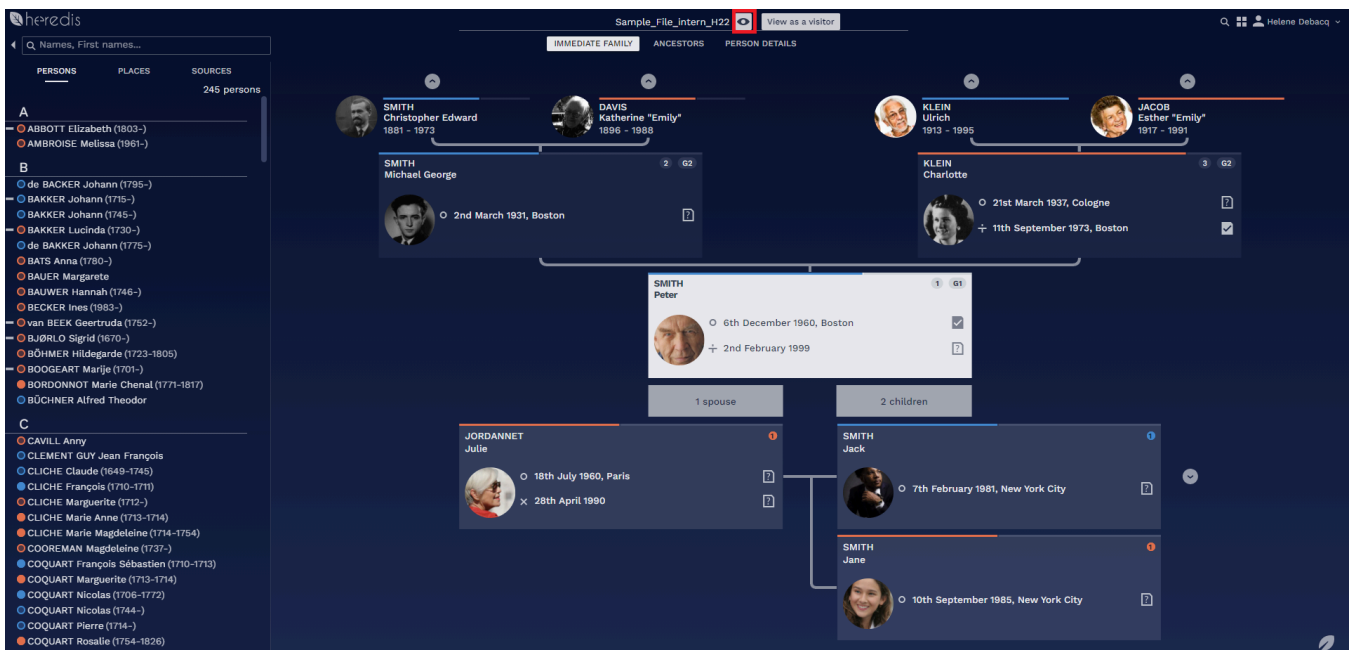 heredis
Sample_File_intern_H22
View as a visitor
Helene Debacq
Names, First names...
IMMEDIATE FAMILY ANCESTORS PERSON DETAILS
PERSONS PLACES SOURCES
245 persons
A
ABBOTT Elizabeth (1803-)
AMBROISE Melissa (1961-)
B
de BACKER Johann (1795-)
BAKKER Johann (1715-)
BAKKER Johann (1745-)
BAKKER Lucinda (1730-)
de BAKKER Johann (1775-)
BATS Anna (1780-)
BAUER Margarete
BAUWER Hannah (1746-)
BECKER Ines (1983-)
van BEEK Geertruda (1752-)
BJØRLO Sigrid (1670-)
BÖHMER Hildegarde (1723-1805)
BOOGEART Marije (1701-)
BORDONNOT Marie Chenal (1771-1817)
BÜCHNER Alfred Theodor
C
CAVILL Anny
CLEMENT GUY Jean François
CLICHE Claude (1649-1745)
CLICHE François (1710-1711)
CLICHE Marguerite (1712-)
CLICHE Marie Anne (1713-1714)
CLICHE Marie Magdeleine (1714-1754)
COOREMAN Magdeleine (1737-)
COQUART François Sébastien (1710-1713)
COQUART Marguerite (1713-1714)
COQUART Nicolas (1706-1772)
COQUART Nicolas (1744-)
COQUART Pierre (1714-)
COQUART Rosalie (1754-1826)
SMITH
Christopher Edward
1881 - 1973
DAVIS
Katherine "Emily"
1896 - 1988
KLEIN
Ulrich
1913 - 1995
JACOB
Esther "Emily"
1917 - 1991
SMITH 2 G2
Michael George
2nd March 1931, Boston
KLEIN 3 G2
Charlotte
21st March 1937, Cologne
11th September 1973, Boston
SMITH 1 G1
Peter
6th December 1960, Boston
2nd February 1999
1 spouse
2 children
JORDANNET 1
Julie
18th July 1960, Paris
28th April 1990
SMITH 1
Jack
7th February 1981, New York City
SMITH 1
Jane
10th September 1985, New York City